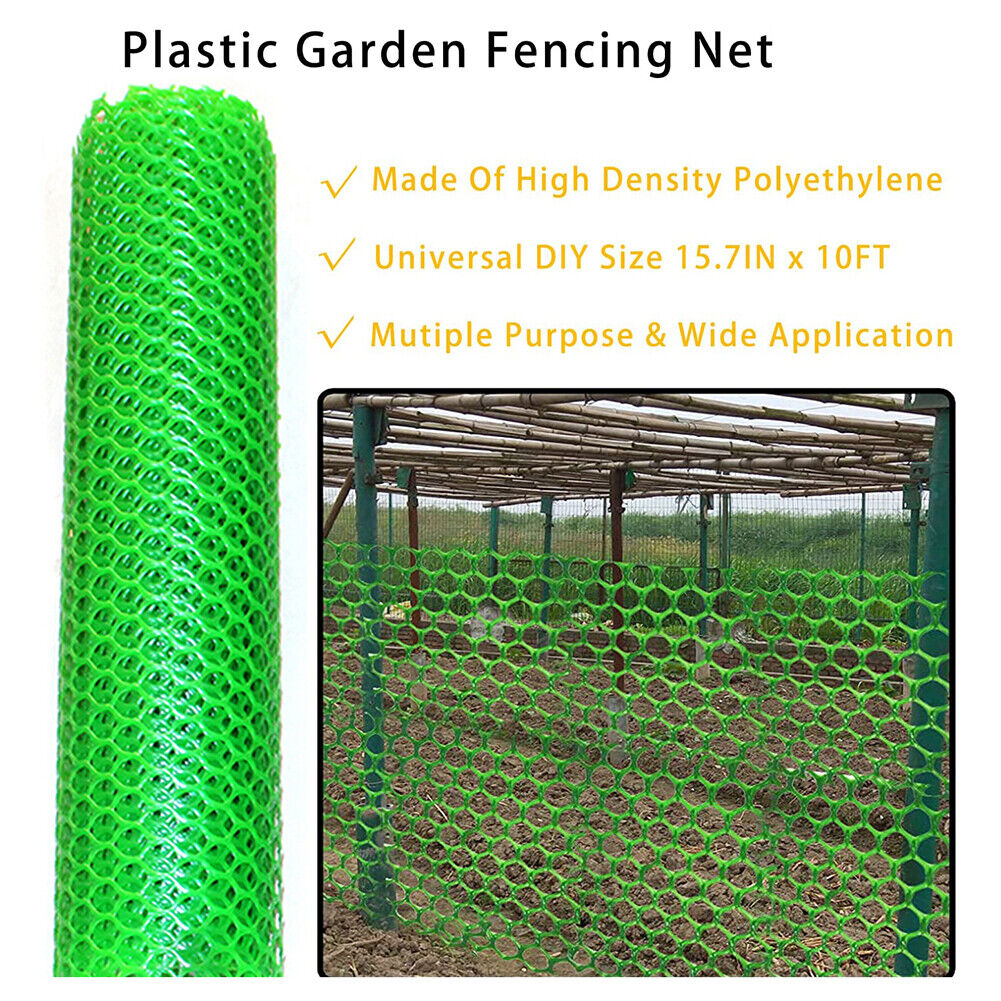 Plastic Garden Fencing Net
Made Of High Density Polyethylene
Universal DIY Size 15.7IN x 10FT
Mutiple Purpose & Wide Application